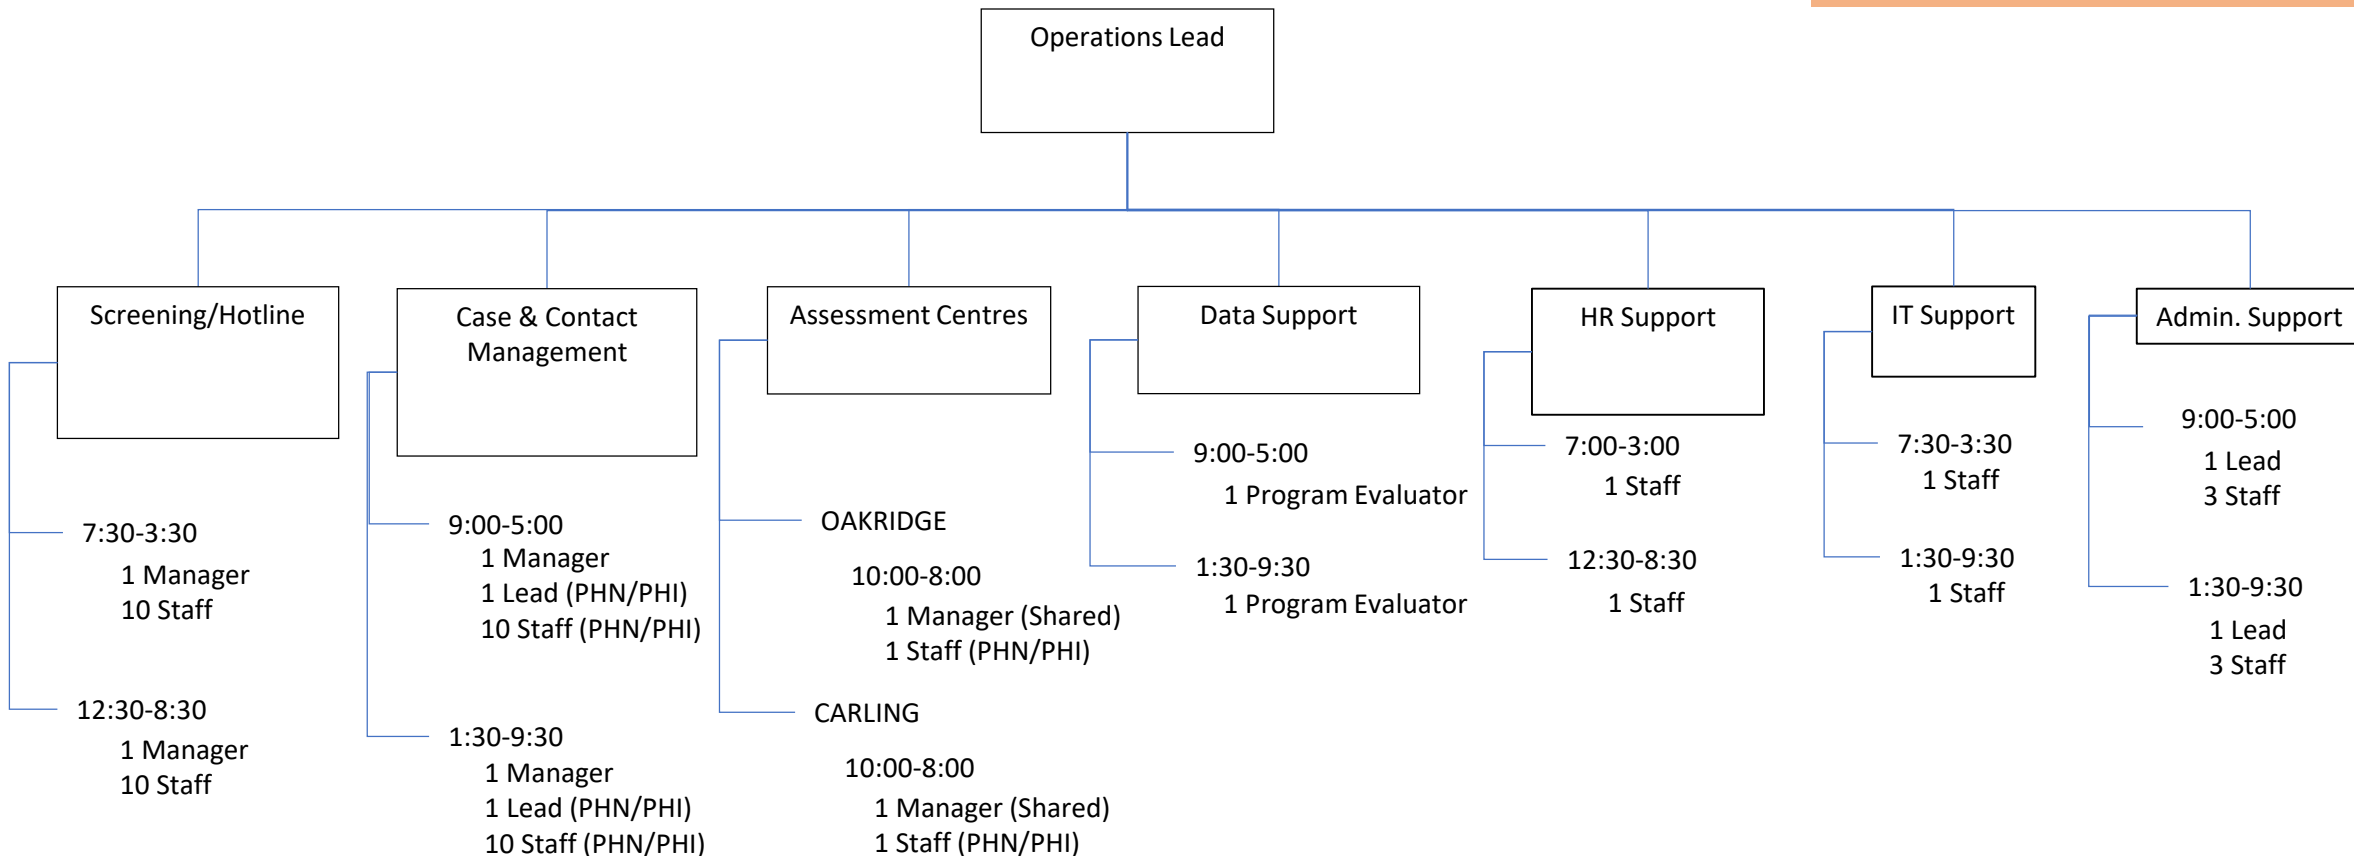 Operations Lead
Screening/Hotline
7:30-3:30
1 Manager
10 Staff
12:30-8:30
1 Manager
10 Staff
Case & Contact
Management
9:00-5:00
1 Manager
1 Lead (PHN/PHI)
10 Staff (PHN/PHI)
1:30-9:30
1 Manager
1 Lead (PHN/PHI)
10 Staff (PHN/PHI)
Assessment Centres
OAKRIDGE
10:00-8:00
1 Manager (Shared)
1 Staff (PHN/PHI)
CARLING
10:00-8:00
1 Manager (Shared)
1 Staff (PHN/PHI)
Data Support
9:00-5:00
1 Program Evaluator
1:30-9:30
1 Program Evaluator
HR Support
7:00-3:00
1 Staff
12:30-8:30
1 Staff
IT Support
7:30-3:30
1 Staff
1:30-9:30
1 Staff
Admin. Support
9:00-5:00
1 Lead
3 Staff
1:30-9:30
1 Lead
3 Staff